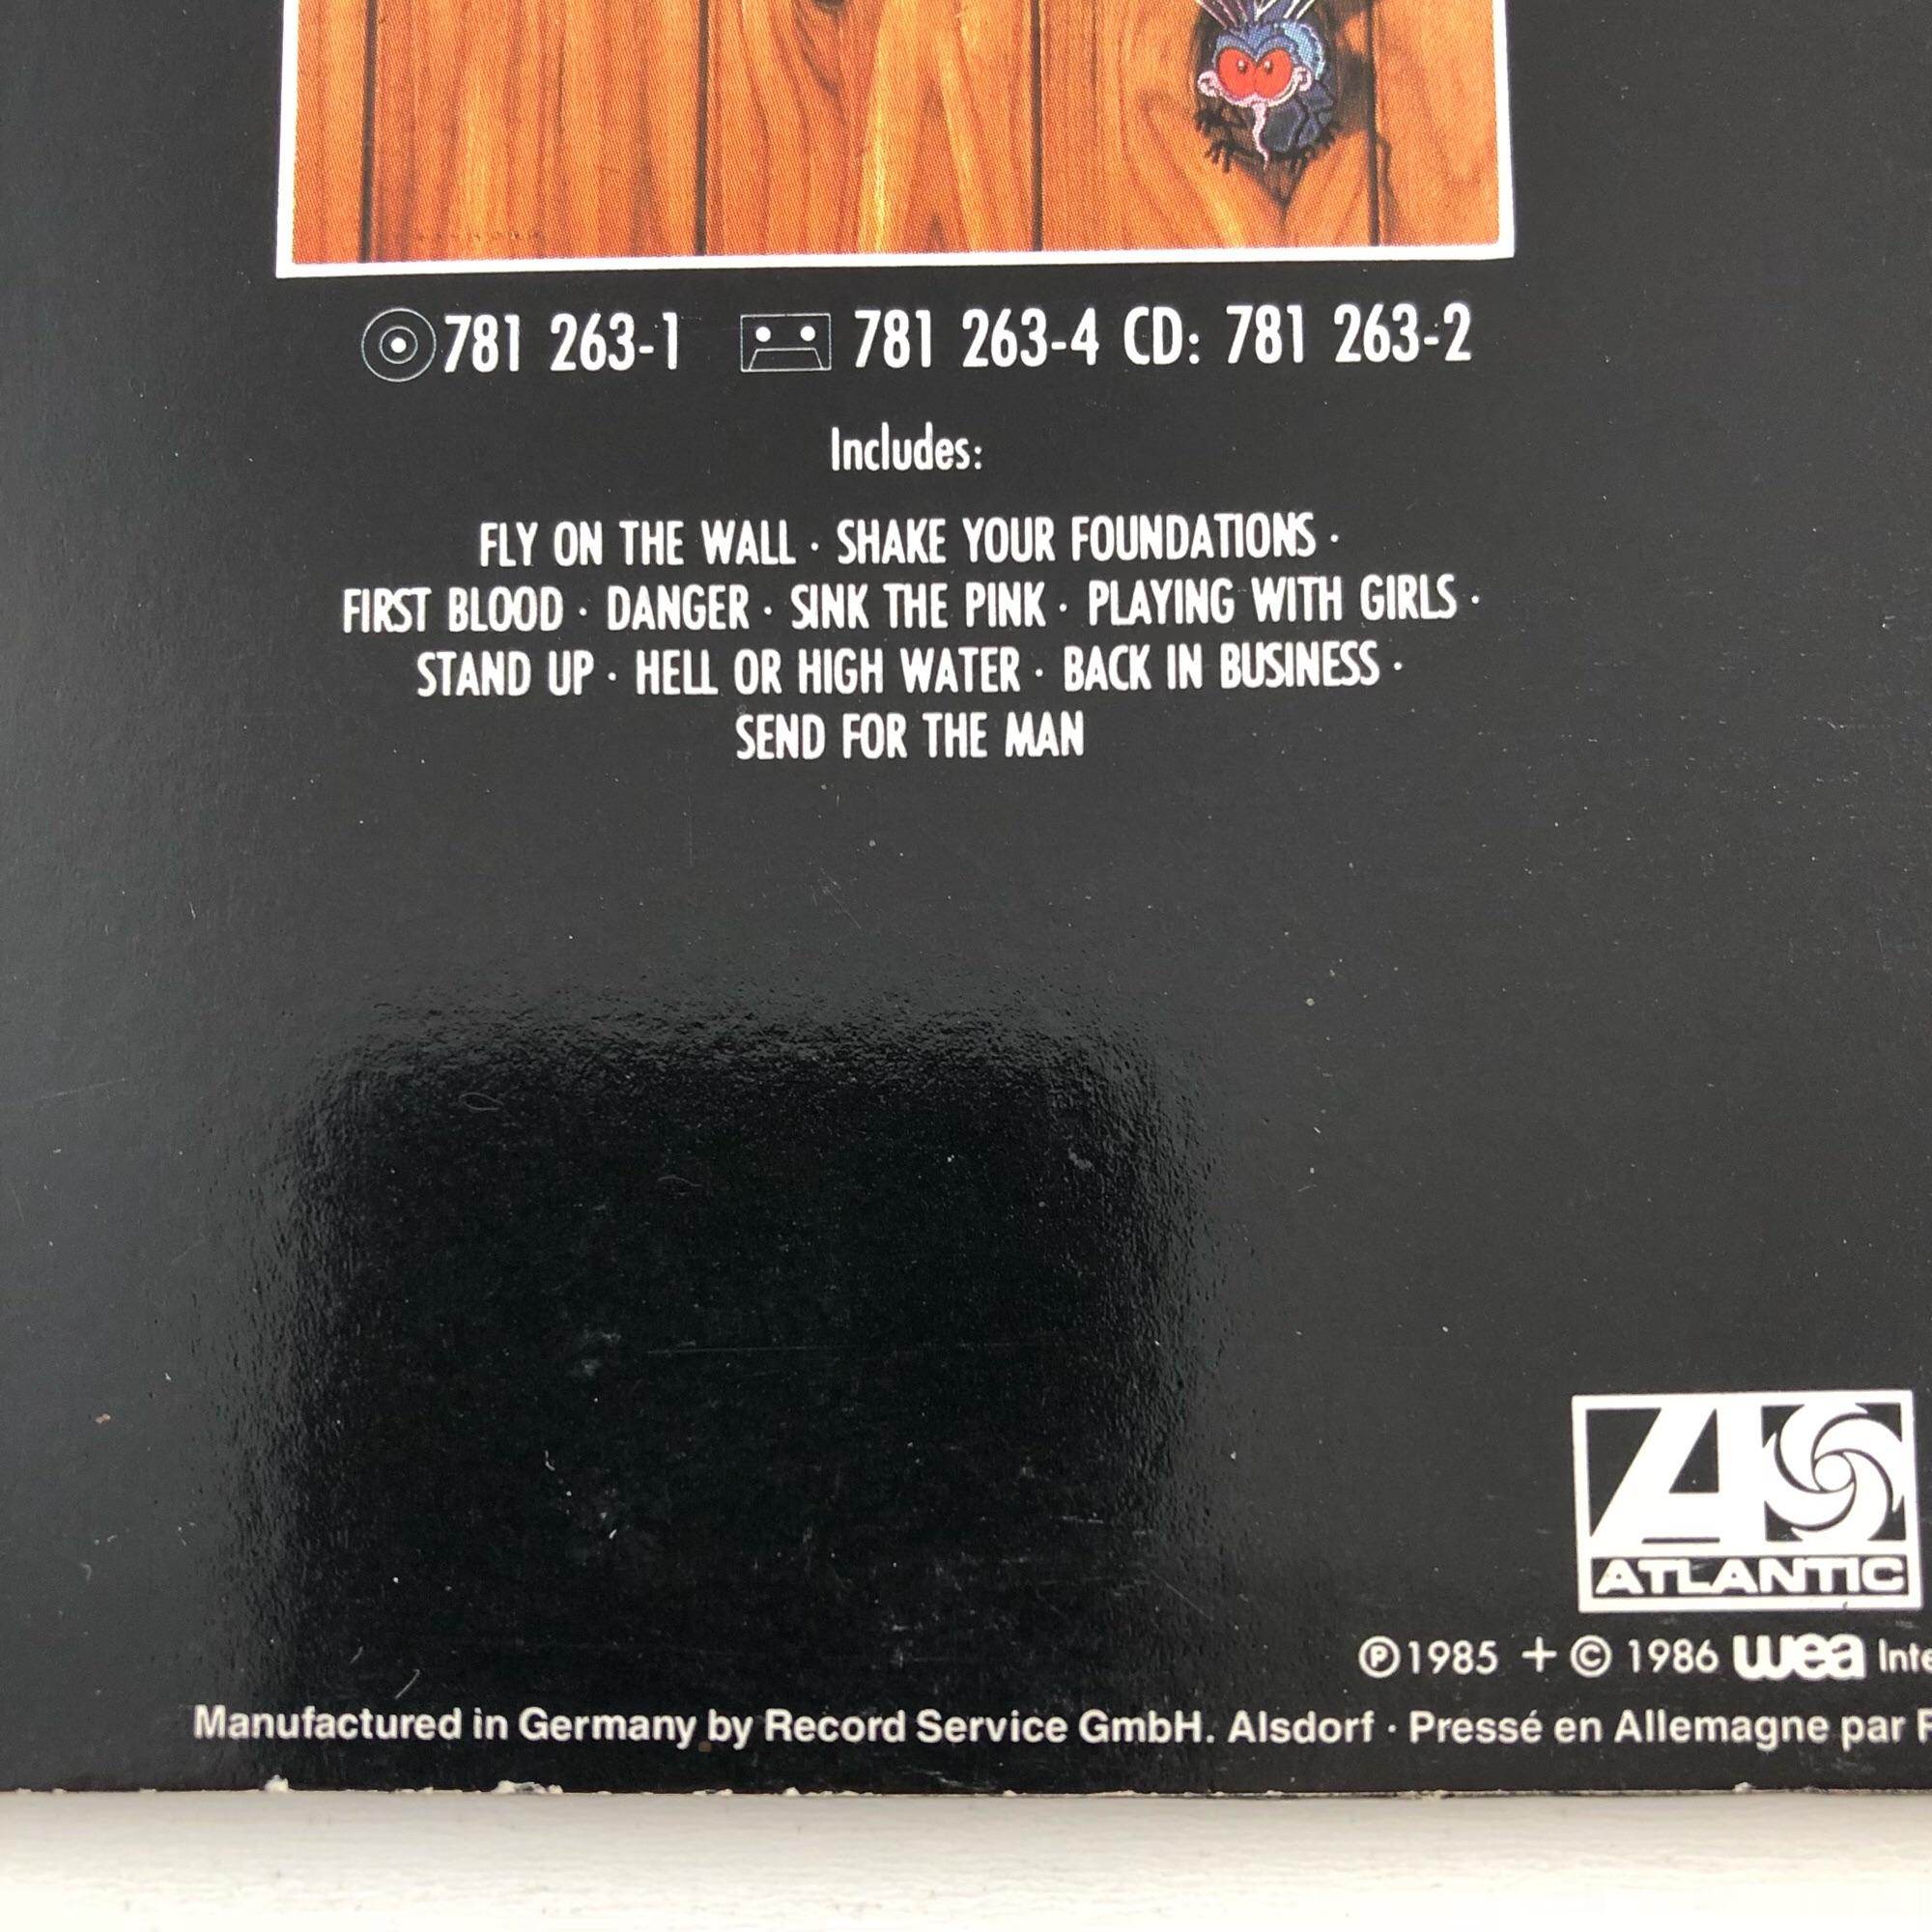 781 263-1 781 263-4 CD: 781 263-2
Includes:
FLY ON THE WALL · SHAKE YOUR FOUNDATIONS ·
FIRST BLOOD · DANGER · SINK THE PINK · PLAYING WITH GIRLS ·
STAND UP · HELL OR HIGH WATER · BACK IN BUSINESS ·
SEND FOR THE MAN
ATLANTIC
℗1985 + © 1986 wea
Manufactured in Germany by Record Service GmbH. Alsdorf · Pressé en Allemagne par